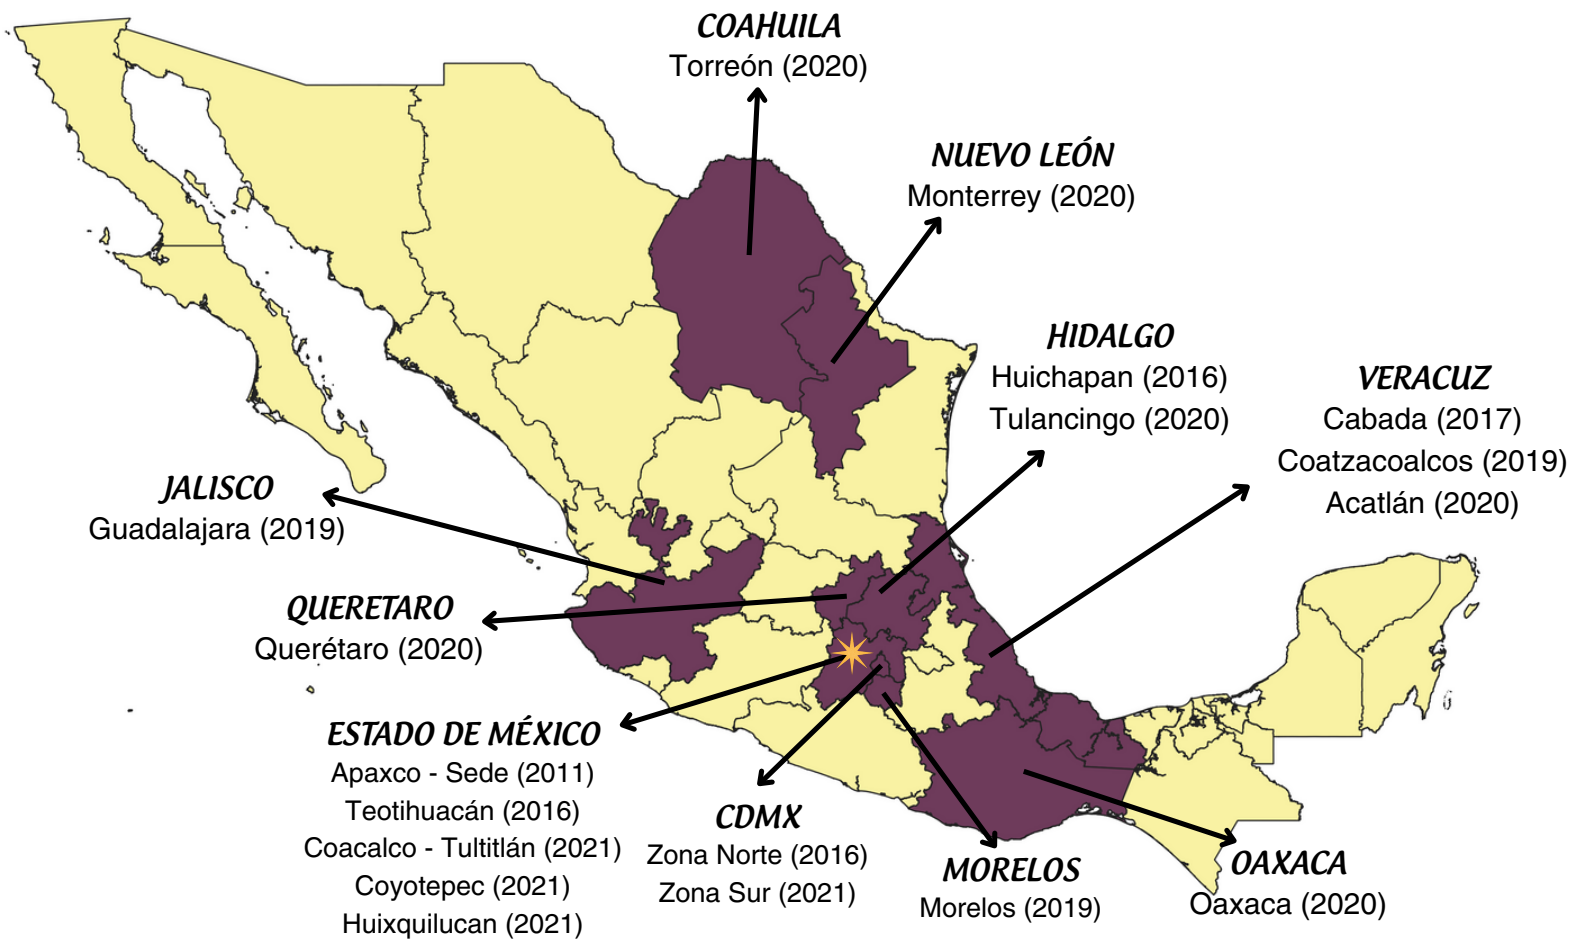 COAHUILA
Torreón (2020)
NUEVO LEÓN
Monterrey (2020)
HIDALGO
Huichapan (2016)
Tulancingo (2020)
VERACUZ
Cabada (2017)
Coatzacoalcos (2019)
Acatlán (2020)
JALISCO
Guadalajara (2019)
QUERETARO
Querétaro (2020)
ESTADO DE MÉXICO
Apaxco - Sede (2011)
Teotihuacán (2016)
Coacalco - Tultitlán (2021)
Coyotepec (2021)
Huixquilucan (2021)
CDMX
Zona Norte (2016)
Zona Sur (2021)
MORELOS
Morelos (2019)
OAXACA
Oaxaca (2020)